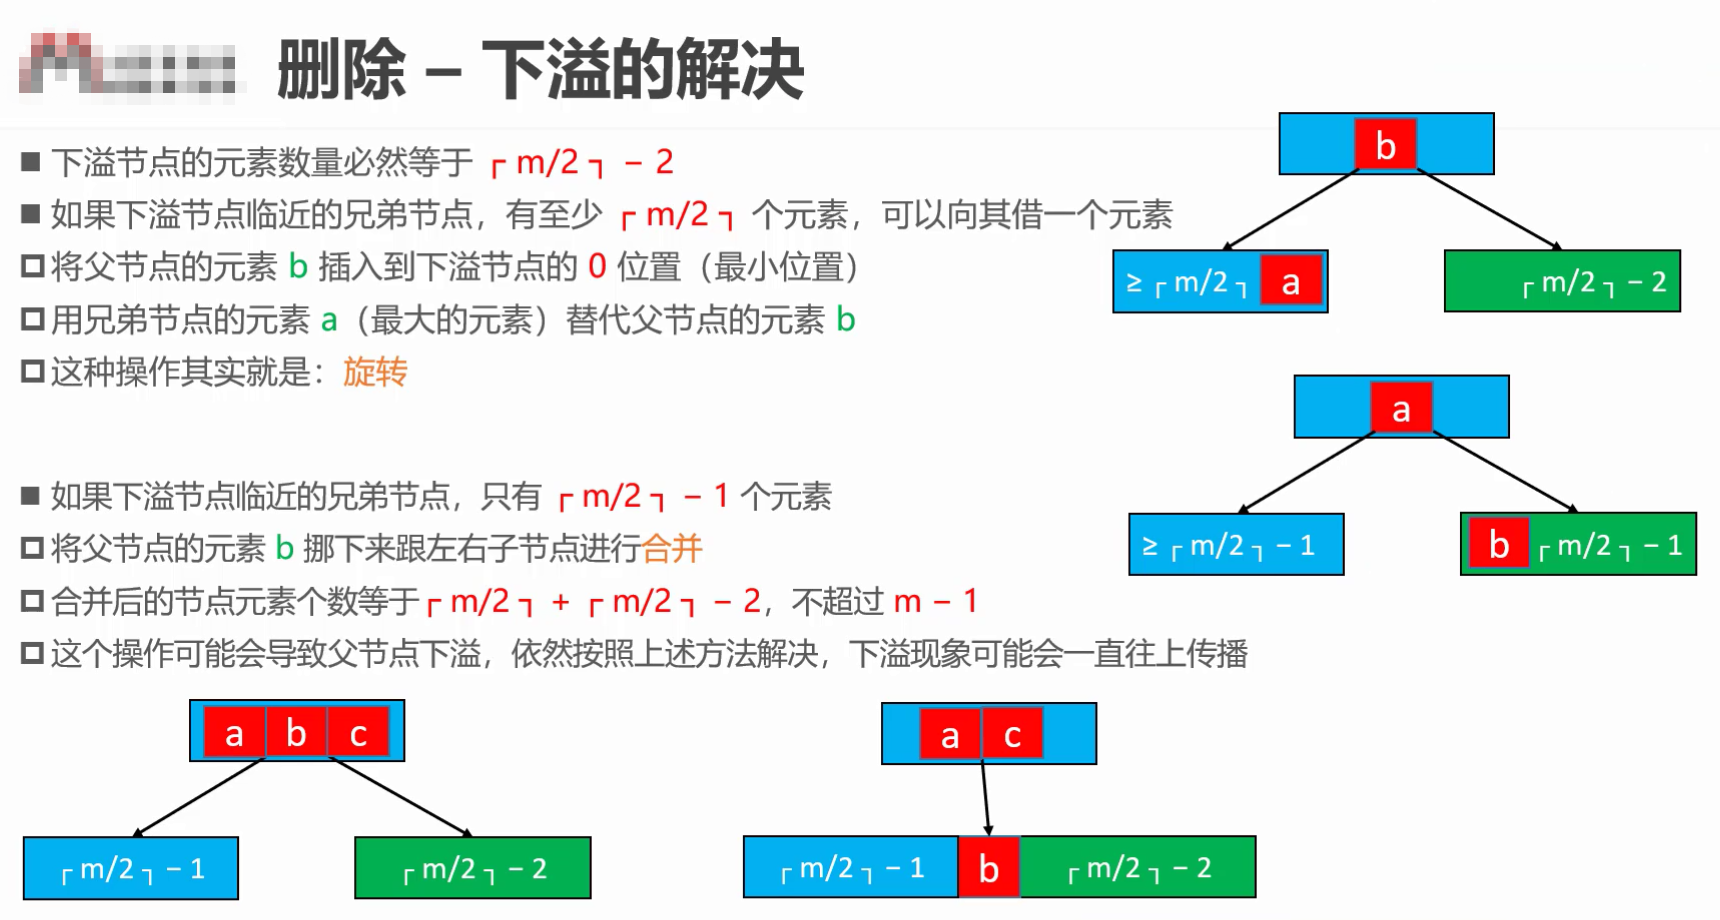 删除 – 下溢的解决
■ 下溢节点的元素数量必然等于 ┌ m/2 ┐ − 2
■ 如果下溢节点临近的兄弟节点，有至少 ┌ m/2 ┐ 个元素，可以向其借一个元素
□ 将父节点的元素 b 插入到下溢节点的 0 位置（最小位置）
□ 用兄弟节点的元素 a（最大的元素）替代父节点的元素 b
□ 这种操作其实就是：旋转
b
≥ ┌ m/2 ┐ a
┌ m/2 ┐ − 2
a
≥ ┌ m/2 ┐ − 1
b ┌ m/2 ┐ − 1
■ 如果下溢节点临近的兄弟节点，只有 ┌ m/2 ┐ − 1 个元素
□ 将父节点的元素 b 挪下来跟左右子节点进行合并
□ 合并后的节点元素个数等于┌ m/2 ┐ + ┌ m/2 ┐ − 2，不超过 m − 1
□ 这个操作可能会导致父节点下溢，依然按照上述方法解决，下溢现象可能会一直往上传播
a b c
┌ m/2 ┐ − 1
┌ m/2 ┐ − 2
a c
┌ m/2 ┐ − 1 b ┌ m/2 ┐ − 2